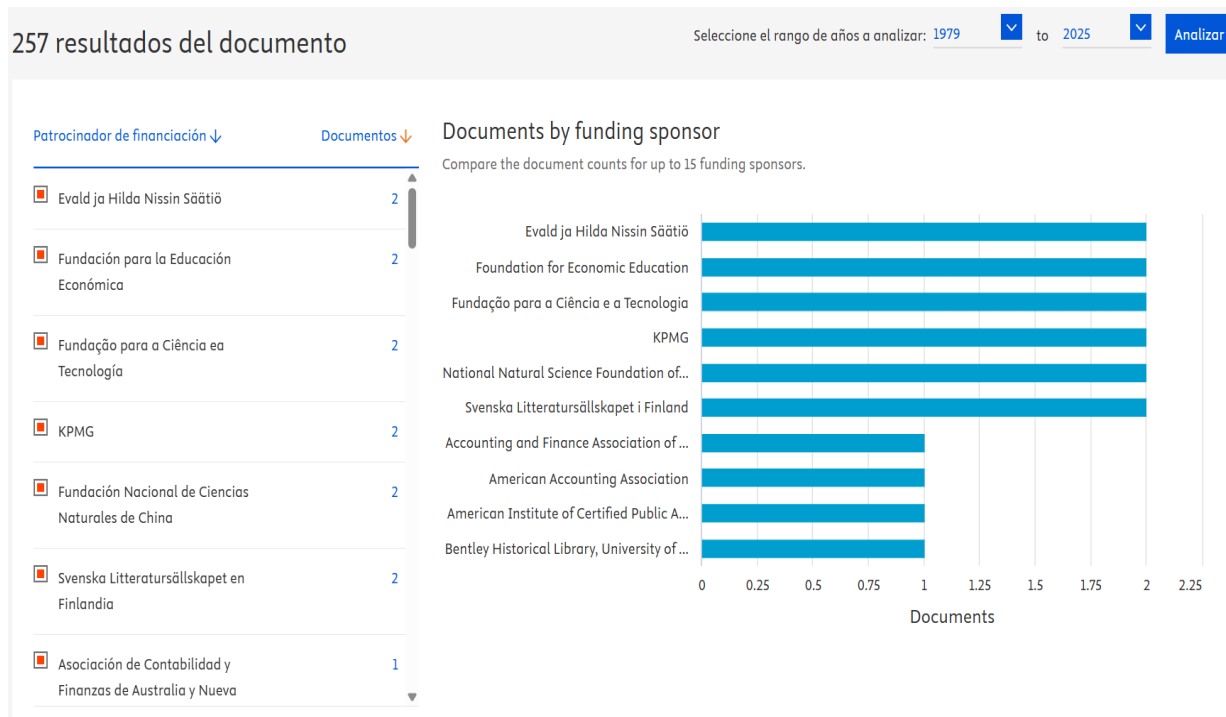 257 resultados del documento
Seleccione el rango de años a analizar: 1979 to 2025 Analizar
Patrocinador de financiación Documentos
Evald ja Hilda Nissin Säätiö 2
Fundación para la Educación 2
Económica
Fundação para a Ciência ea 2
Tecnología
KPMG 2
Fundación Nacional de Ciencias 2
Naturales de China
Svenska Litteratursällskapet en 2
Finlandia
Asociación de Contabilidad y 1
Finanzas de Australia y Nueva
Documents by funding sponsor
Compare the document counts for up to 15 funding sponsors.
Evald ja Hilda Nissin Säätiö
Foundation for Economic Education
Fundação para a Ciência e a Tecnologia
KPMG
National Natural Science Foundation of...
Svenska Litteratursällskapet i Finland
Accounting and Finance Association of ...
American Accounting Association
American Institute of Certified Public A...
Bentley Historical Library, University of ...
0 0.25 0.5 0.75 1 1.25 1.5 1.75 2 2.25
Documents